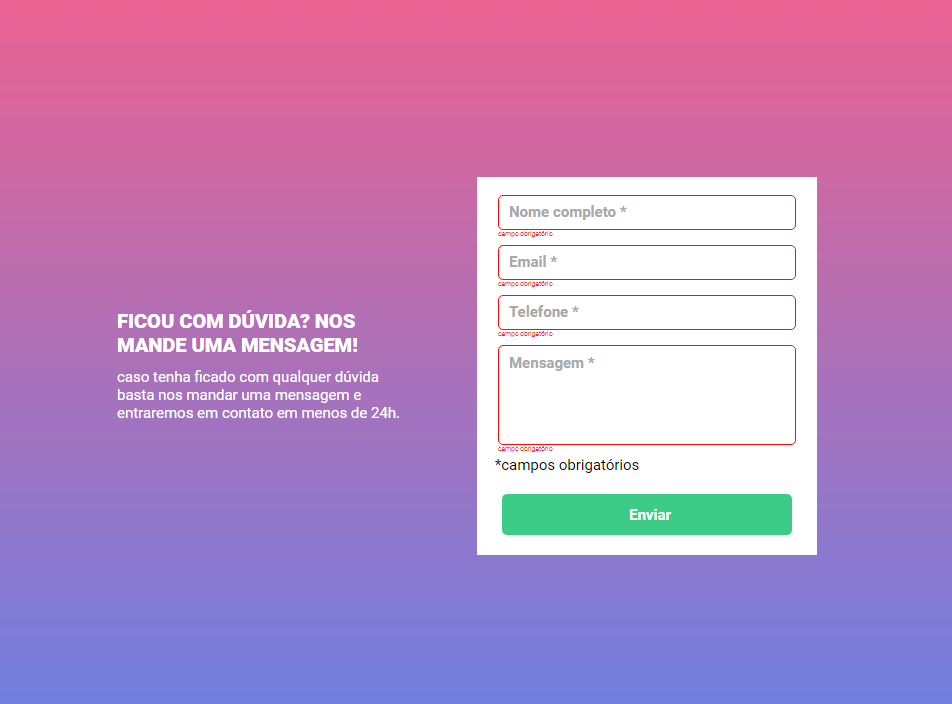 FICOU COM DÚVIDA? NOS
MANDE UMA MENSAGEM!
caso tenha ficado com qualquer dúvida
basta nos mandar uma mensagem e
entraremos em contato em menos de 24h.
Nome completo *
campo obrigatório
Email *
campo obrigatório
Telefone *
campo obrigatório
Mensagem *
campo obrigatório
*campos obrigatórios
Enviar